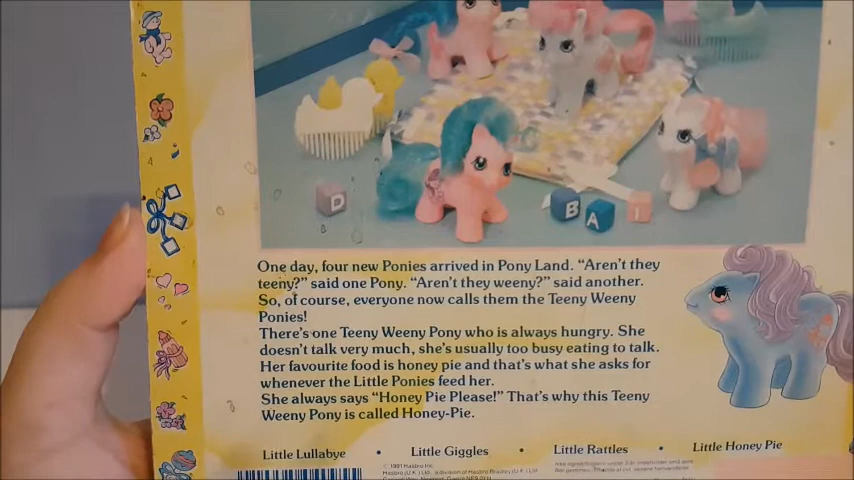 D
B A I
One day, four new Ponies arrived in Pony Land. “Aren't they
teeny?” said one Pony. “Aren't they weeny?” said another.
So, of course, everyone now calls them the Teeny Weeny
Ponies!
There's one Teeny Weeny Pony who is always hungry. She
doesn't talk very much, she's usually too busy eating to talk.
Her favourite food is honey pie and that's what she asks for
whenever the Little Ponies feed her.
She always says “Honey Pie Please!” That's why this Teeny
Weeny Pony is called Honey-Pie.
Little Lullabye • Little Giggles • Little Rattles • Little Honey Pie
© 1991 Hasbro Inc.
Hasbro (U.K.) Ltd.